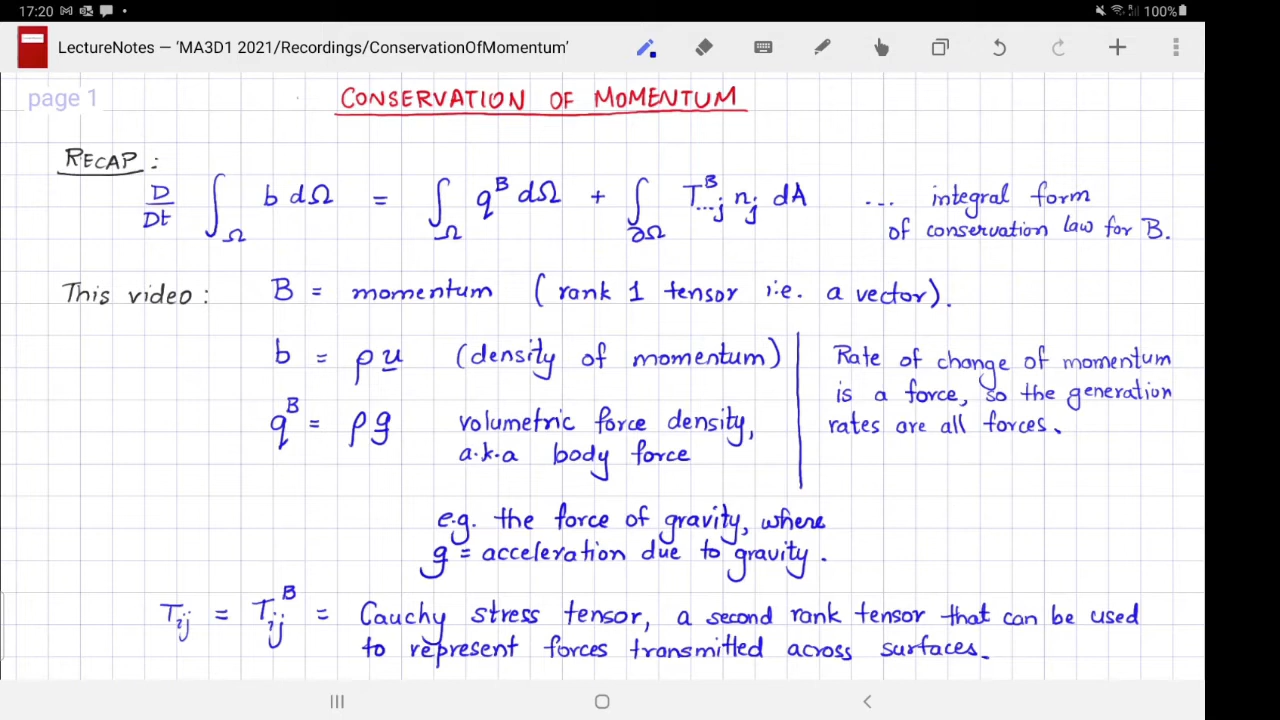 17:20
100%
LectureNotes — ‘MA3D1 2021/Recordings/ConservationOfMomentum’
page 1
CONSERVATION OF MOMENTUM
RECAP :
D/Dt ∫_Ω b dΩ = ∫_Ω q^B dΩ + ∫_∂Ω T^B_...j n_j dA ... integral form
of conservation law for B.
This video : B = momentum ( rank 1 tensor i.e. a vector).
b = ρ u (density of momentum)
q^B = ρ g volumetric force density,
a.k.a body force
Rate of change of momentum
is a force, so the generation
rates are all forces.
e.g. the force of gravity, where
g = acceleration due to gravity.
T_ij = T_ij^B = Cauchy stress tensor, a second rank tensor that can be used
to represent forces transmitted across surfaces.